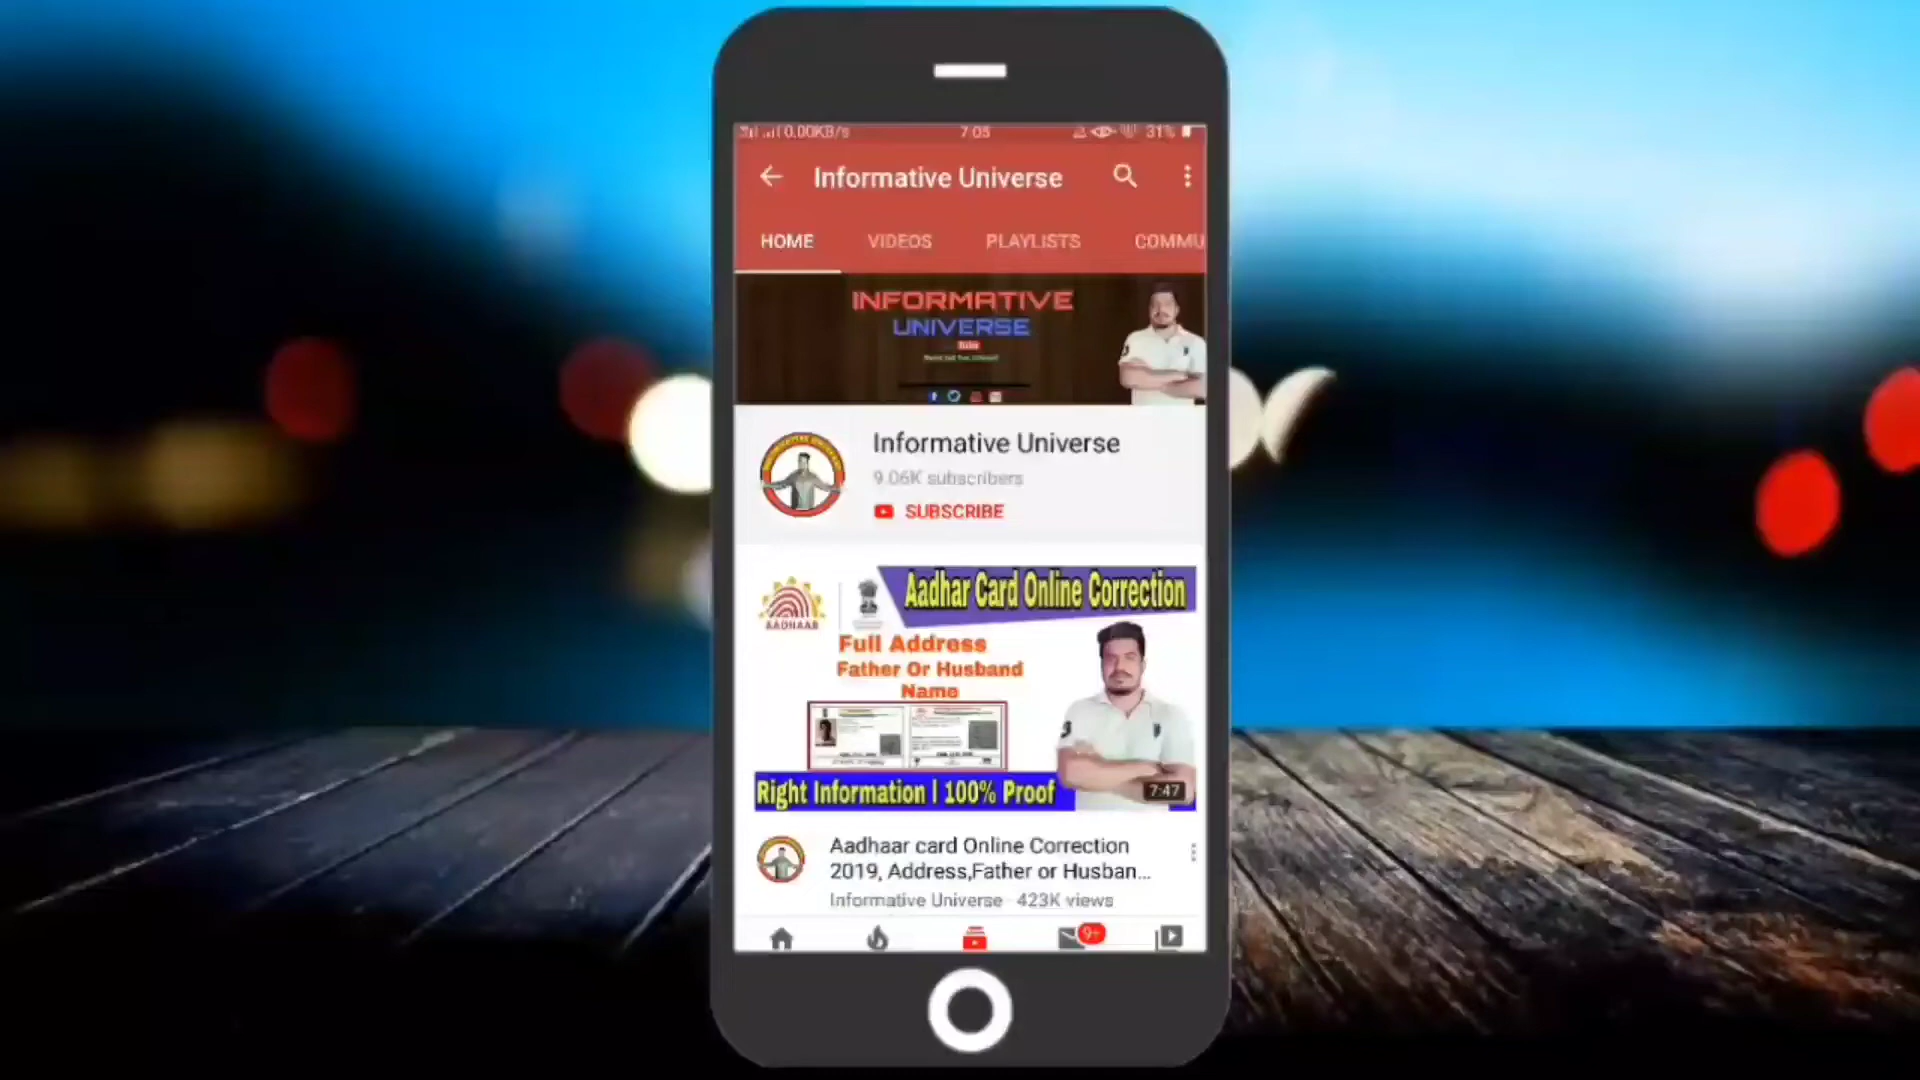 0.00KB/s 7:05 31%
Informative Universe
HOME VIDEOS PLAYLISTS COMMU
INFORMATIVE
UNIVERSE
Informative Universe
9.06K subscribers
SUBSCRIBE
Aadhar Card Online Correction
AADHAAR
Full Address
Father Or Husband
Name
Right Information | 100% Proof
7:47
Aadhaar card Online Correction
2019, Address,Father or Husban...
Informative Universe · 423K views
9+